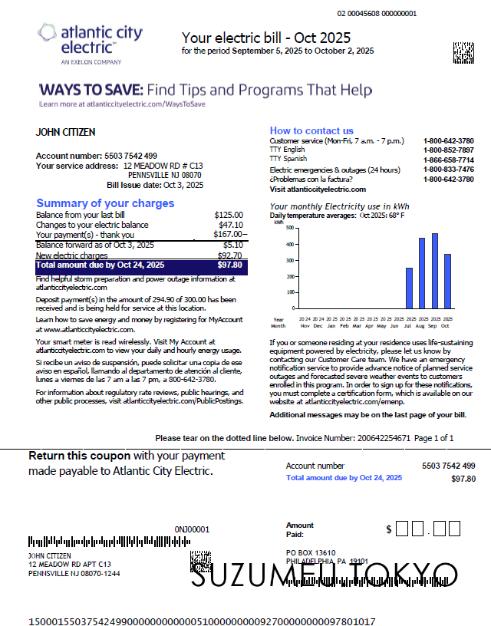 02 00045608 000000001
atlantic city
electric™
AN EXELON COMPANY
Your electric bill - Oct 2025
for the period September 5, 2025 to October 2, 2025
WAYS TO SAVE: Find Tips and Programs That Help
Learn more at atlanticcityelectric.com/WaysToSave
JOHN CITIZEN
Account number: 5503 7542 499
Your service address: 12 MEADOW RD # C13
PENNSVILLE NJ 08070
Bill Issue date: Oct 3, 2025
Summary of your charges
Balance from your last bill $125.00
Changes to your electric balance $47.10
Your payment(s) - thank you $167.00-
Balance forward as of Oct 3, 2025 $5.10
New electric charges $92.70
Total amount due by Oct 24, 2025 $97.80
Find helpful storm preparation and power outage information at
atlanticcityelectric.com
Deposit payment(s) in the amount of 294.90 of 300.00 has been
received and is being held for service at this location.
Learn how to save energy and money by registering for MyAccount
at www.atlanticcityelectric.com.
Your smart meter is read wirelessly. Visit My Account at
atlanticcityelectric.com to view your daily and hourly energy usage.
Si recibe un aviso de suspensión, puede solicitar una copia de ese
aviso en español, llamando al departamento de atención al cliente,
lunes a viernes de las 7 am a las 7 pm, a 800-642-3780.
For information about regulatory rate reviews, public hearings, and
other public processes, visit atlanticcityelectric.com/PublicPostings.
How to contact us
Customer service (Mon-Fri, 7 a.m. - 7 p.m.) 1-800-642-3780
TTY English 1-800-852-7897
TTY Spanish 1-866-658-7714
Electric emergencies & outages (24 hours) 1-800-833-7476
¿Problemas con la factura? 1-800-642-3780
Visit atlanticcityelectric.com
Your monthly Electricity use in kWh
Daily temperature averages: Oct 2025: 68° F
kWh
500
400
300
200
100
0
Year 20 24 20 24 20 25 20 25 20 25 20 25 20 25 20 25 20 25 20 25 20 25 20 25
Month Nov Dec Jan Feb Mar Apr May Jun Jul Aug Sep Oct
If you or someone residing at your residence uses life-sustaining
equipment powered by electricity, please let us know by
contacting our Customer Care team. We have an emergency
notification service to provide advance notice of planned service
outages and forecasted severe weather events to customers
enrolled in this program. In order to sign up for these notifications,
you must complete a certification form, which is available on our
website at atlanticcityelectric.com/emenp.
Additional messages may be on the last page of your bill.
Please tear on the dotted line below. Invoice Number: 200642254671 Page 1 of 1
Return this coupon with your payment
made payable to Atlantic City Electric.
Account number 5503 7542 499
Total amount due by Oct 24, 2025 $97.80
0NJ00001
Amount
Paid: $ .
JOHN CITIZEN
12 MEADOW RD APT C13
PENNSVILLE NJ 08070-1244
PO BOX 13610
PHILADELPHIA PA 19101
SUZUMEU TOKYO